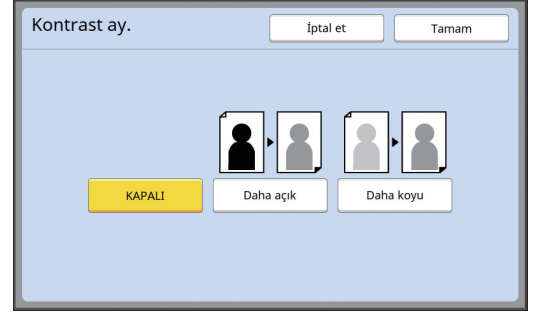 Kontrast ay.
İptal et
Tamam
KAPALI
Daha açık
Daha koyu